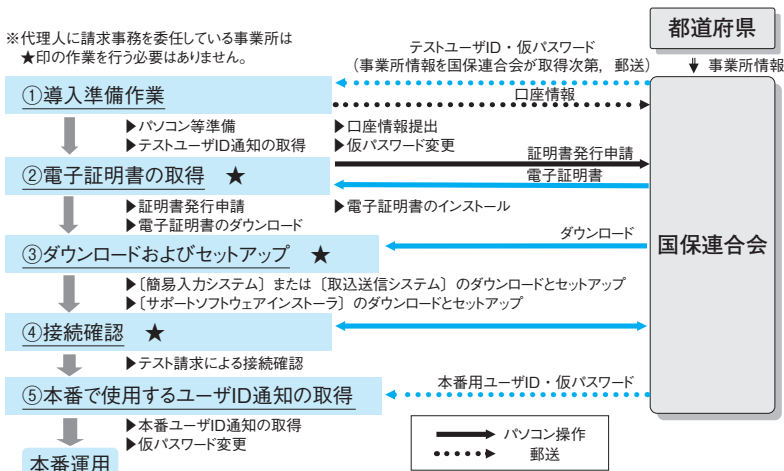 ※代理人に請求事務を委任している事業所は
★印の作業を行う必要はありません。
都道府県
事業所情報
テストユーザID・仮パスワード
（事業所情報を国保連合会が取得次第，郵送）
①導入準備作業
口座情報
▶パソコン等準備 ▶口座情報提出
▶テストユーザID通知の取得 ▶仮パスワード変更
証明書発行申請
②電子証明書の取得 ★
電子証明書
▶証明書発行申請 ▶電子証明書のインストール
▶電子証明書のダウンロード
ダウンロード
③ダウンロードおよびセットアップ ★
国保連合会
▶〔簡易入力システム〕または〔取込送信システム〕のダウンロードとセットアップ
▶〔サポートソフトウェアインストーラ〕のダウンロードとセットアップ
④接続確認 ★
▶テスト請求による接続確認
本番用ユーザID・仮パスワード
⑤本番で使用するユーザID通知の取得
▶本番ユーザID通知の取得
▶仮パスワード変更
パソコン操作
郵送
本番運用